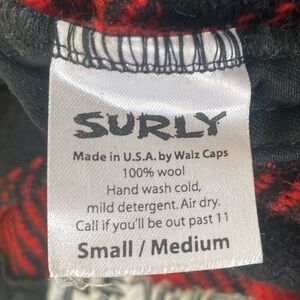 SURLY
Made in U.S.A. by Walz Caps
100% wool
Hand wash cold,
mild detergent. Air dry.
Call if you'll be out past 11
Small / Medium